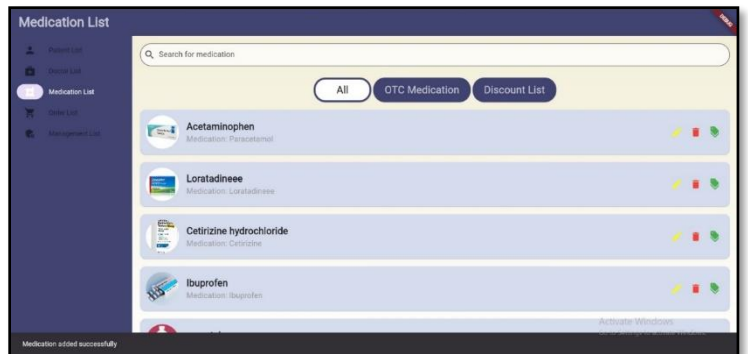 Medication List
DEBUG
Patient List
Doctor List
Medication List
Order List
Management List
Search for medication
All
OTC Medication
Discount List
Acetaminophen
Medication: Paracetamol
Loratadineee
Medication: Loratadineee
Cetirizine hydrochloride
Medication: Cetirizine
Ibuprofen
Medication: Ibuprofen
Activate Windows
Medication added successfully